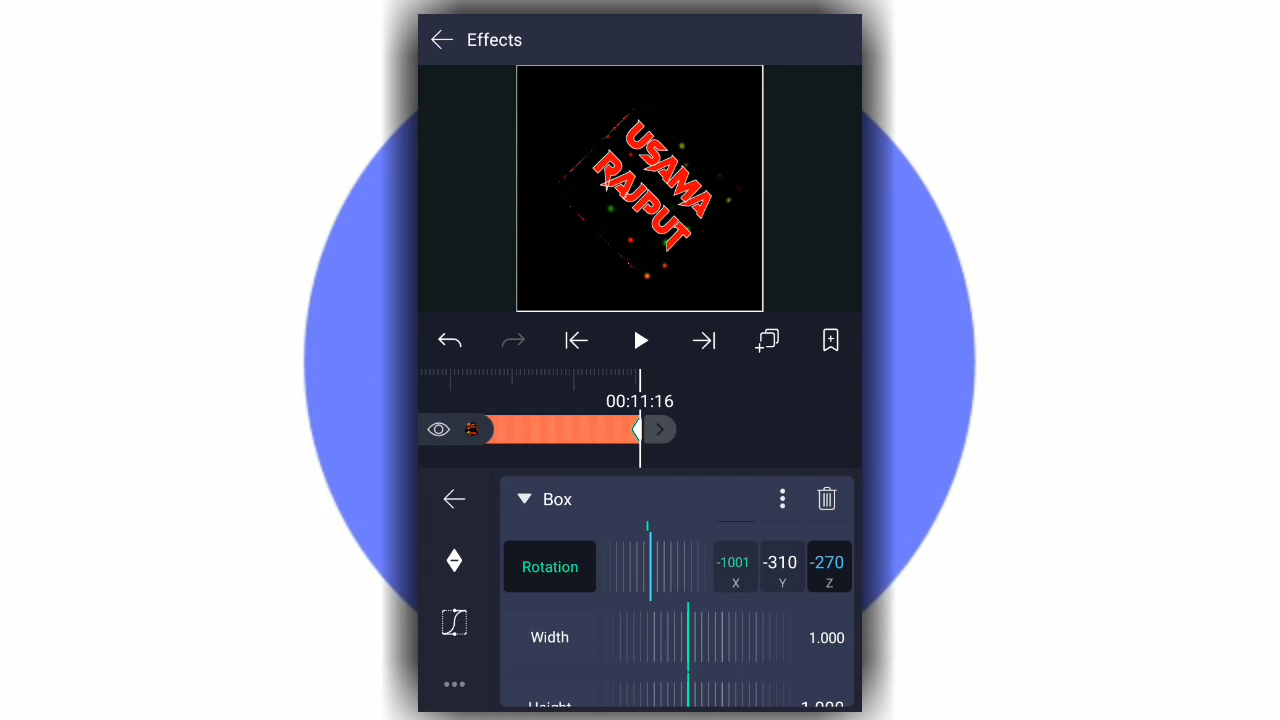 Effects
USAMA
RAJPUT
00:11:16
Box
Rotation
-1001 -310 -270
X Y Z
Width 1.000
Height 1.000